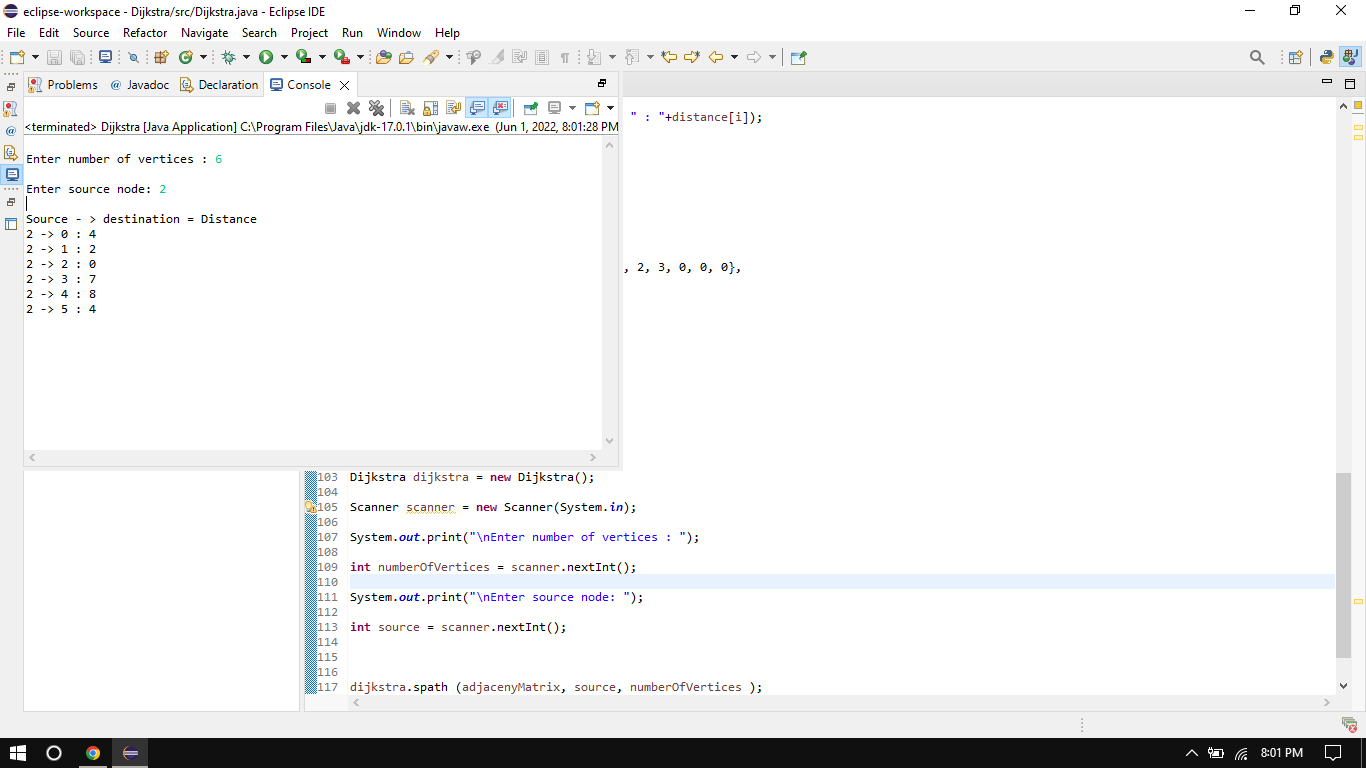 eclipse-workspace - Dijkstra/src/Dijkstra.java - Eclipse IDE
File Edit Source Refactor Navigate Search Project Run Window Help
Problems @ Javadoc Declaration Console
<terminated> Dijkstra [Java Application] C:\Program Files\Java\jdk-17.0.1\bin\javaw.exe (Jun 1, 2022, 8:01:28 PM
Enter number of vertices : 6
Enter source node: 2
Source - > destination = Distance
2 -> 0 : 4
2 -> 1 : 2
2 -> 2 : 0
2 -> 3 : 7
2 -> 4 : 8
2 -> 5 : 4
" : "+distance[i]);
, 2, 3, 0, 0, 0},
103 Dijkstra dijkstra = new Dijkstra();
104
105 Scanner scanner = new Scanner(System.in);
106
107 System.out.print("\nEnter number of vertices : ");
108
109 int numberOfVertices = scanner.nextInt();
110
111 System.out.print("\nEnter source node: ");
112
113 int source = scanner.nextInt();
114
115
116
117 dijkstra.spath (adjacenyMatrix, source, numberOfVertices );
8:01 PM